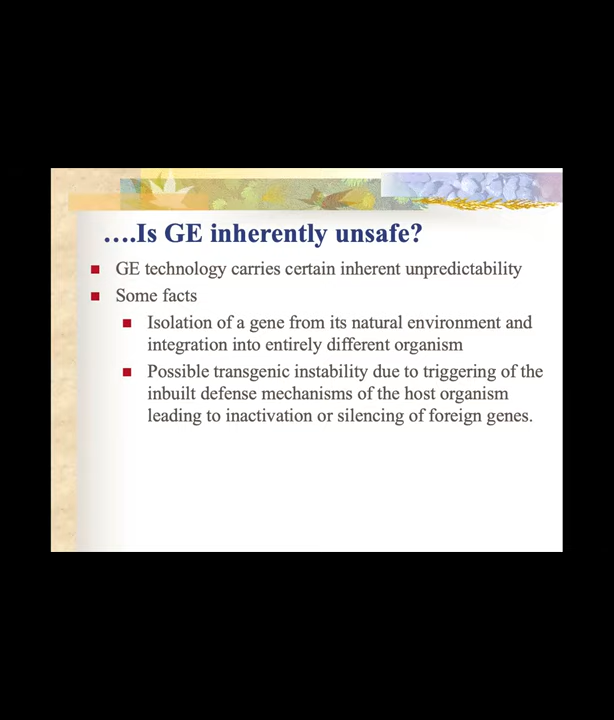 ….Is GE inherently unsafe?
GE technology carries certain inherent unpredictability
Some facts
Isolation of a gene from its natural environment and
integration into entirely different organism
Possible transgenic instability due to triggering of the
inbuilt defense mechanisms of the host organism
leading to inactivation or silencing of foreign genes.